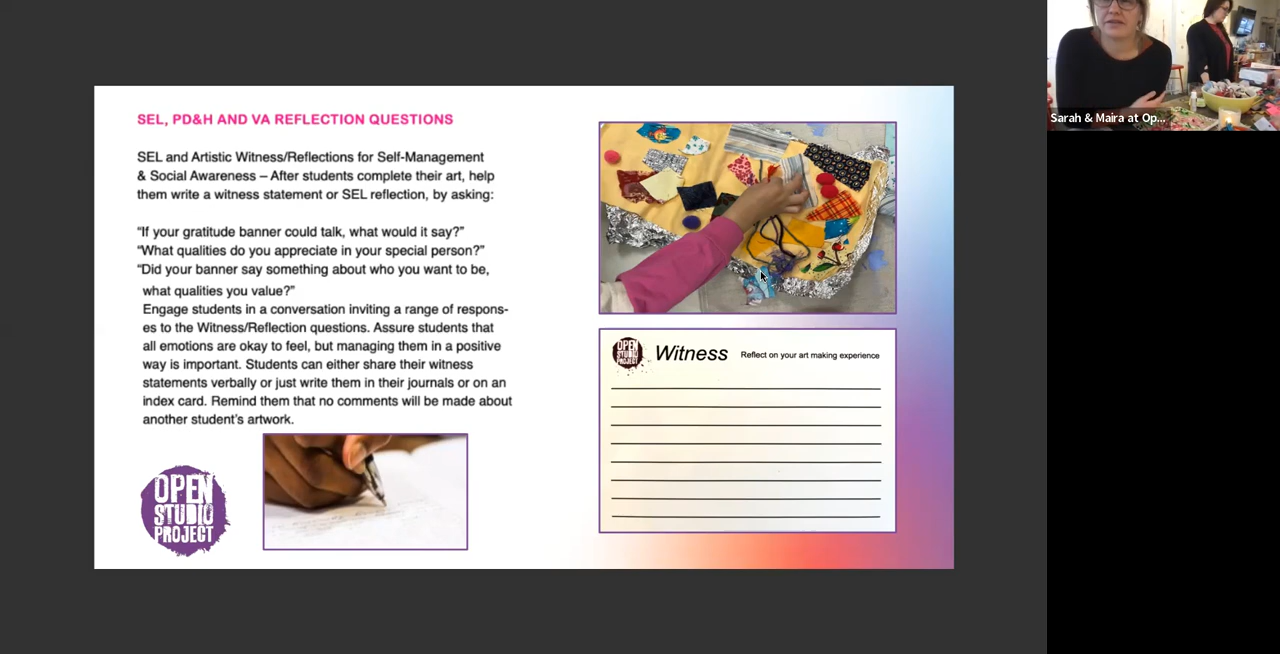 SEL, PD&H AND VA REFLECTION QUESTIONS
SEL and Artistic Witness/Reflections for Self-Management
& Social Awareness – After students complete their art, help
them write a witness statement or SEL reflection, by asking:
“If your gratitude banner could talk, what would it say?”
“What qualities do you appreciate in your special person?”
“Did your banner say something about who you want to be,
what qualities you value?”
Engage students in a conversation inviting a range of respons-
es to the Witness/Reflection questions. Assure students that
all emotions are okay to feel, but managing them in a positive
way is important. Students can either share their witness
statements verbally or just write them in their journals or on an
index card. Remind them that no comments will be made about
another student’s artwork.
OPEN
STUDIO
PROJECT
OPEN
STUDIO
PROJECT
Witness Reflect on your art making experience
Sarah & Maira at Op...